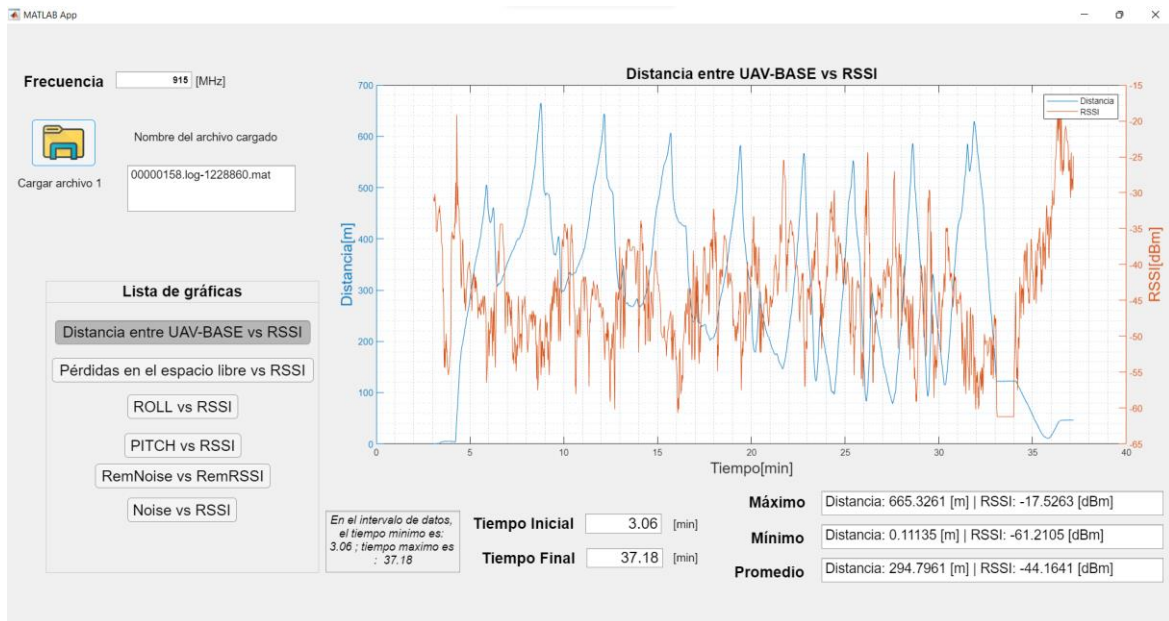 MATLAB App
Frecuencia 915 [MHz]
Cargar archivo 1
Nombre del archivo cargado
00000158.log-1228860.mat
Lista de gráficas
Distancia entre UAV-BASE vs RSSI
Pérdidas en el espacio libre vs RSSI
ROLL vs RSSI
PITCH vs RSSI
RemNoise vs RemRSSI
Noise vs RSSI
Distancia entre UAV-BASE vs RSSI
Distancia
RSSI
Distancia[m]
700
600
500
400
300
200
100
0
RSSI[dBm]
-15
-20
-25
-30
-35
-40
-45
-50
-55
-60
-65
0 5 10 15 20 25 30 35 40
Tiempo[min]
En el intervalo de datos,
el tiempo minimo es:
3.06 ; tiempo maximo es
: 37.18
Tiempo Inicial 3.06 [min]
Tiempo Final 37.18 [min]
Máximo Distancia: 665.3261 [m] | RSSI: -17.5263 [dBm]
Mínimo Distancia: 0.11135 [m] | RSSI: -61.2105 [dBm]
Promedio Distancia: 294.7961 [m] | RSSI: -44.1641 [dBm]